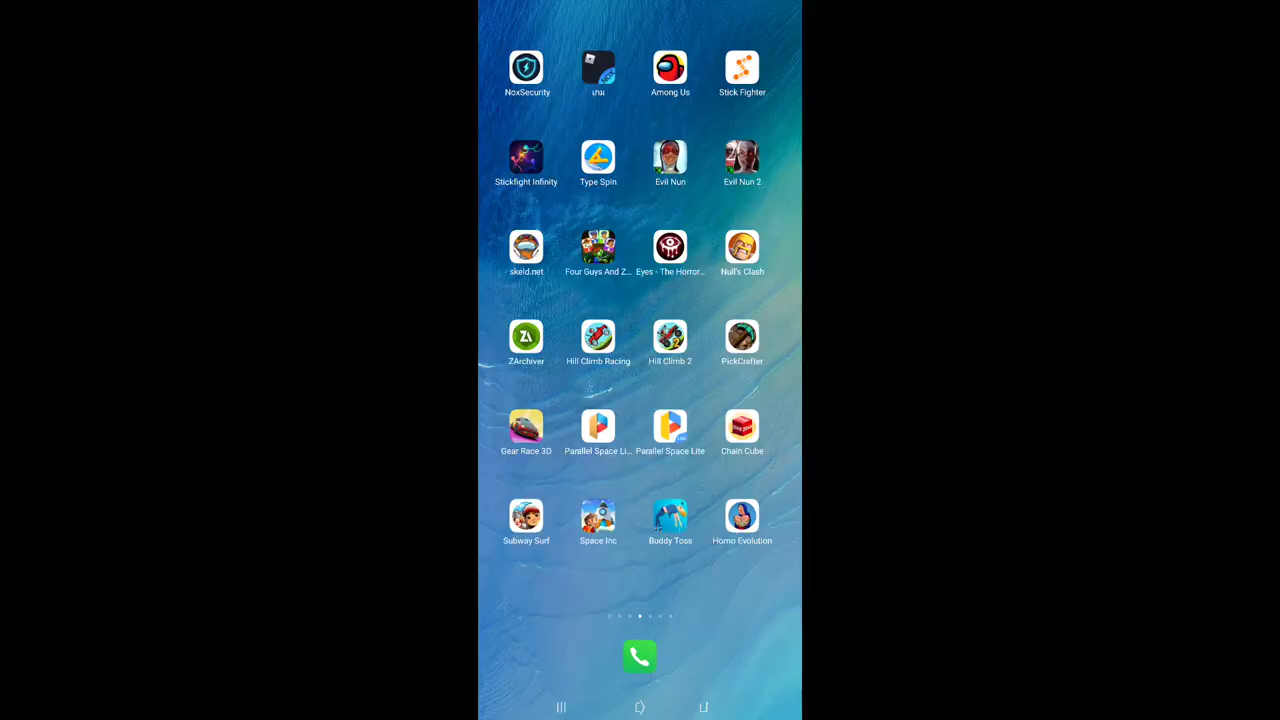 NoxSecurity
เกม
Among Us
Stick Fighter
Stickfight Infinity
Type Spin
Evil Nun
Evil Nun 2
skeld.net
Four Guys And Z...
Eyes - The Horror...
Null's Clash
ZArchiver
Hill Climb Racing
Hill Climb 2
PickCrafter
Gear Race 3D
Parallel Space Li...
Parallel Space Lite
Chain Cube
Subway Surf
Space Inc
Buddy Toss
Homo Evolution